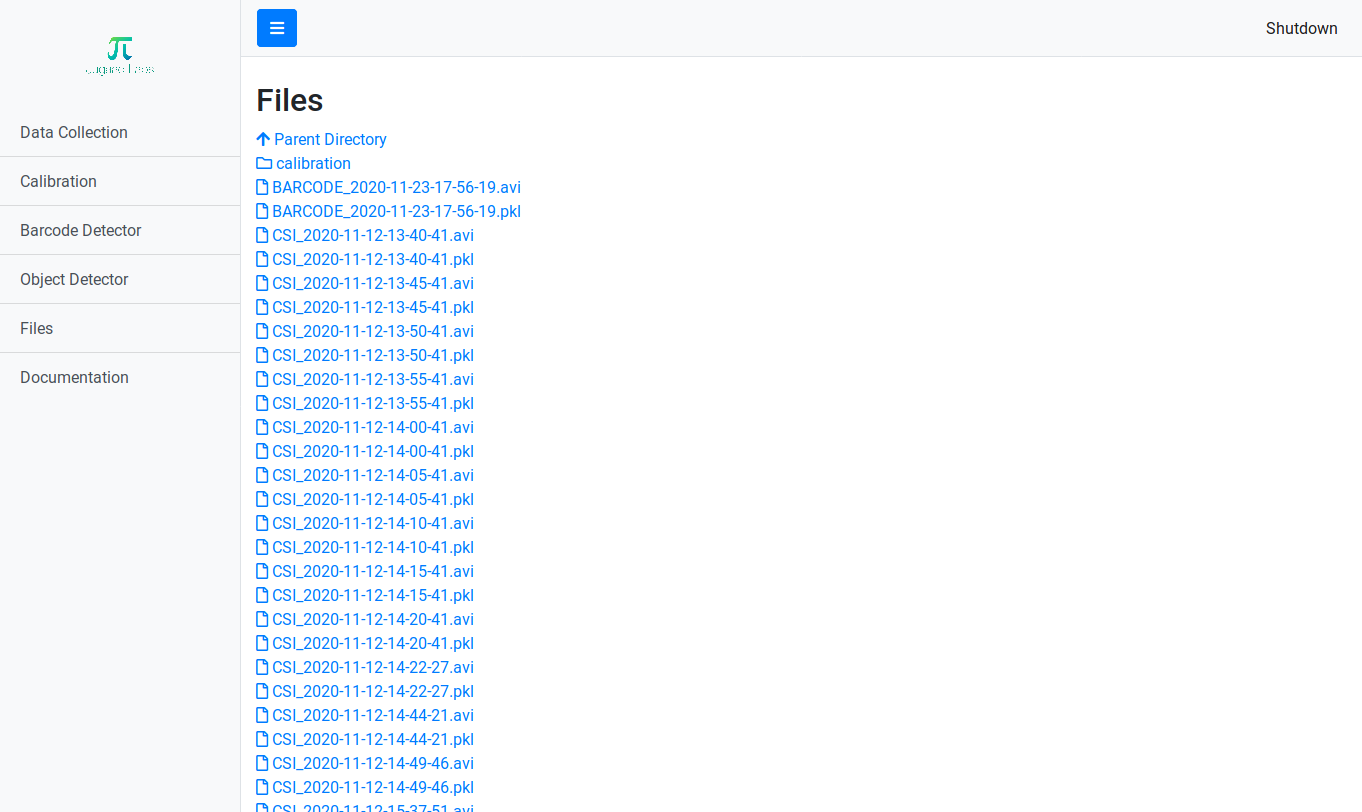 Shutdown
Data Collection
Calibration
Barcode Detector
Object Detector
Files
Documentation
Files
Parent Directory
calibration
BARCODE_2020-11-23-17-56-19.avi
BARCODE_2020-11-23-17-56-19.pkl
CSI_2020-11-12-13-40-41.avi
CSI_2020-11-12-13-40-41.pkl
CSI_2020-11-12-13-45-41.avi
CSI_2020-11-12-13-45-41.pkl
CSI_2020-11-12-13-50-41.avi
CSI_2020-11-12-13-50-41.pkl
CSI_2020-11-12-13-55-41.avi
CSI_2020-11-12-13-55-41.pkl
CSI_2020-11-12-14-00-41.avi
CSI_2020-11-12-14-00-41.pkl
CSI_2020-11-12-14-05-41.avi
CSI_2020-11-12-14-05-41.pkl
CSI_2020-11-12-14-10-41.avi
CSI_2020-11-12-14-10-41.pkl
CSI_2020-11-12-14-15-41.avi
CSI_2020-11-12-14-15-41.pkl
CSI_2020-11-12-14-20-41.avi
CSI_2020-11-12-14-20-41.pkl
CSI_2020-11-12-14-22-27.avi
CSI_2020-11-12-14-22-27.pkl
CSI_2020-11-12-14-44-21.avi
CSI_2020-11-12-14-44-21.pkl
CSI_2020-11-12-14-49-46.avi
CSI_2020-11-12-14-49-46.pkl
CSI_2020-11-12-15-37-51.avi